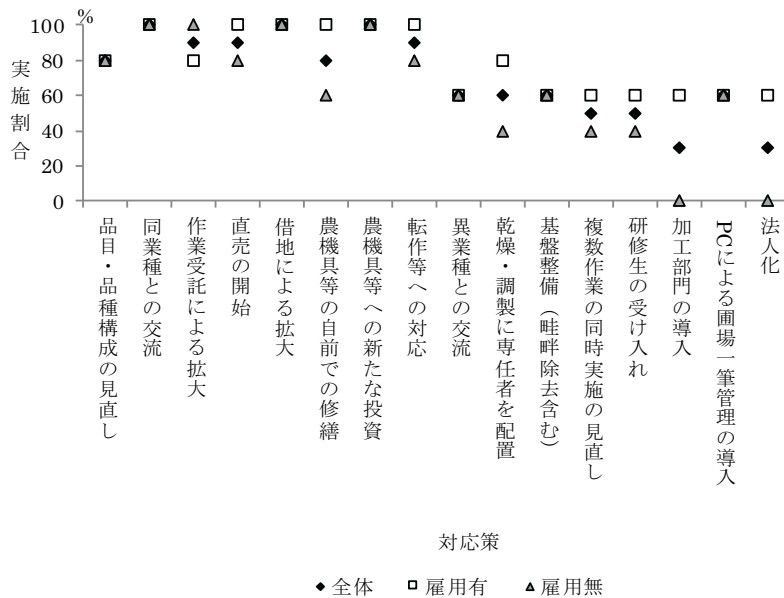 %
100
80
60
40
20
0
実施割合
品目・品種構成の見直し
同業種との交流
作業受託による拡大
直売の開始
借地による拡大
農機具等の自前での修繕
農機具等への新たな投資
転作等への対応
異業種との交流
乾燥・調製に専任者を配置
基盤整備（畦畔除去含む）
複数作業の同時実施の見直し
研修生の受け入れ
加工部門の導入
PCによる圃場一筆管理の導入
法人化
対応策
全体 雇用有 雇用無